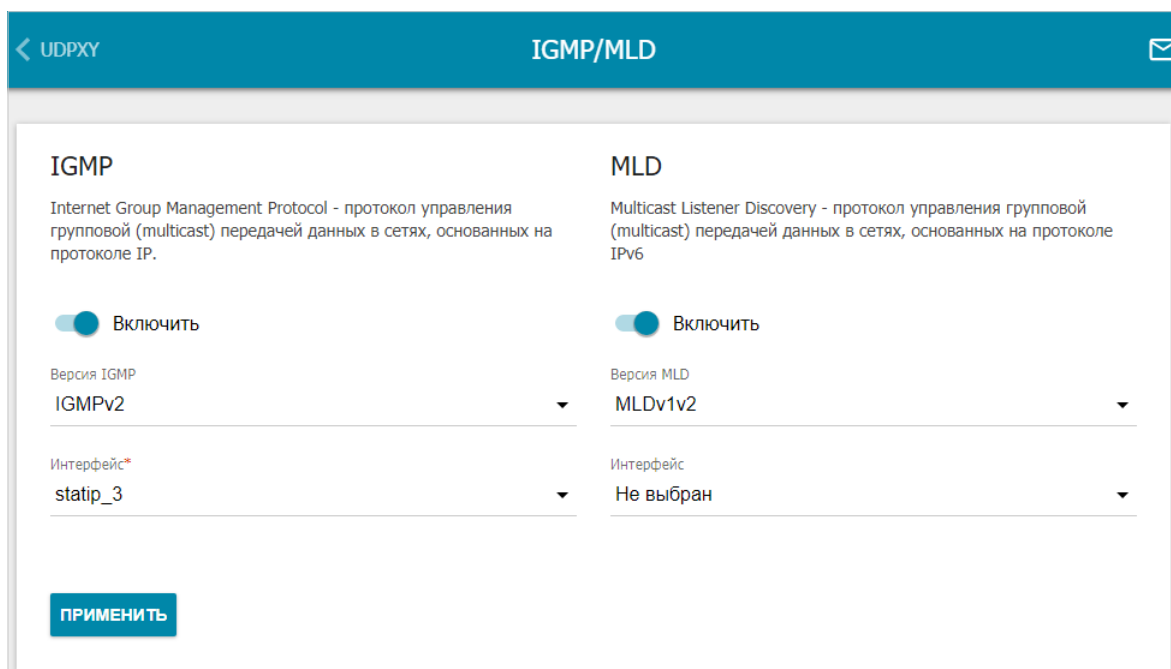 UDPXY
IGMP/MLD
IGMP
Internet Group Management Protocol - протокол управления
групповой (multicast) передачей данных в сетях, основанных на
протоколе IP.
Включить
Версия IGMP
IGMPv2
Интерфейс*
statip_3
MLD
Multicast Listener Discovery - протокол управления групповой
(multicast) передачей данных в сетях, основанных на протоколе
IPv6
Включить
Версия MLD
MLDv1v2
Интерфейс
Не выбран
ПРИМЕНИТЬ